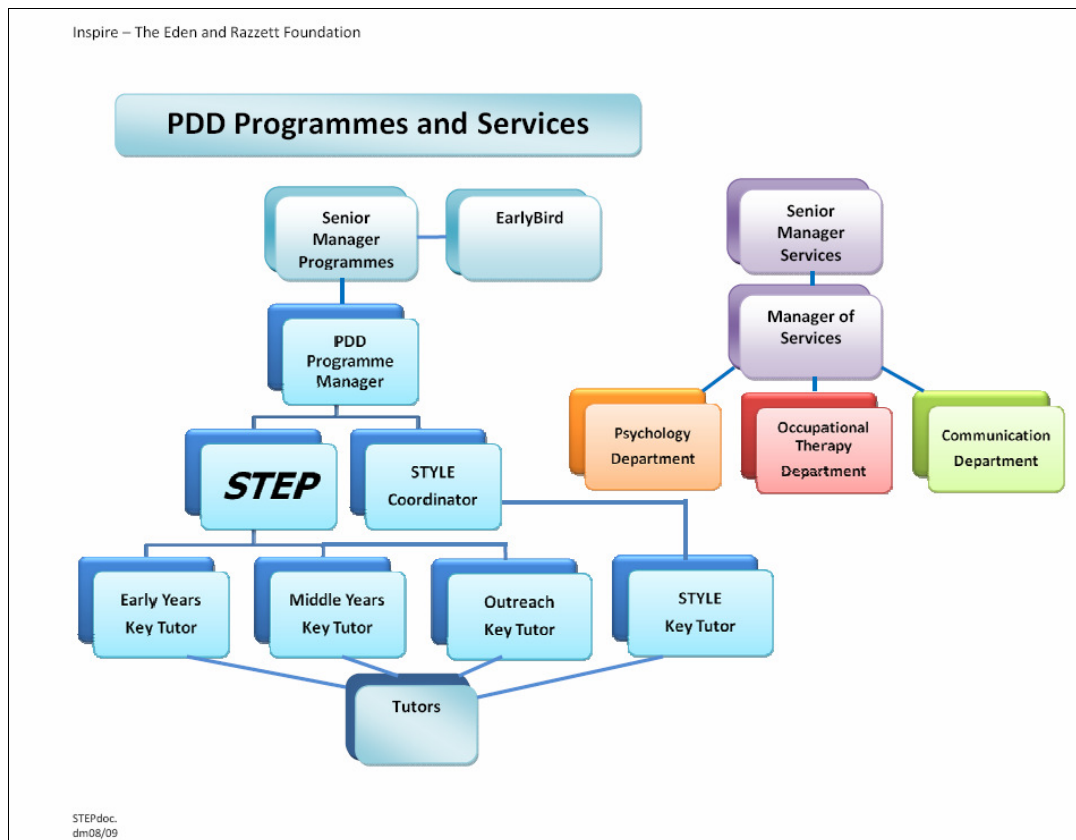 Inspire – The Eden and Razzett Foundation
PDD Programmes and Services
Senior
Manager
Programmes
EarlyBird
Senior
Manager
Services
PDD
Programme
Manager
Manager of
Services
Psychology
Department
Occupational
Therapy
Department
Communication
Department
STEP
STYLE
Coordinator
Early Years
Key Tutor
Middle Years
Key Tutor
Outreach
Key Tutor
STYLE
Key Tutor
Tutors
STEPdoc.
dm08/09